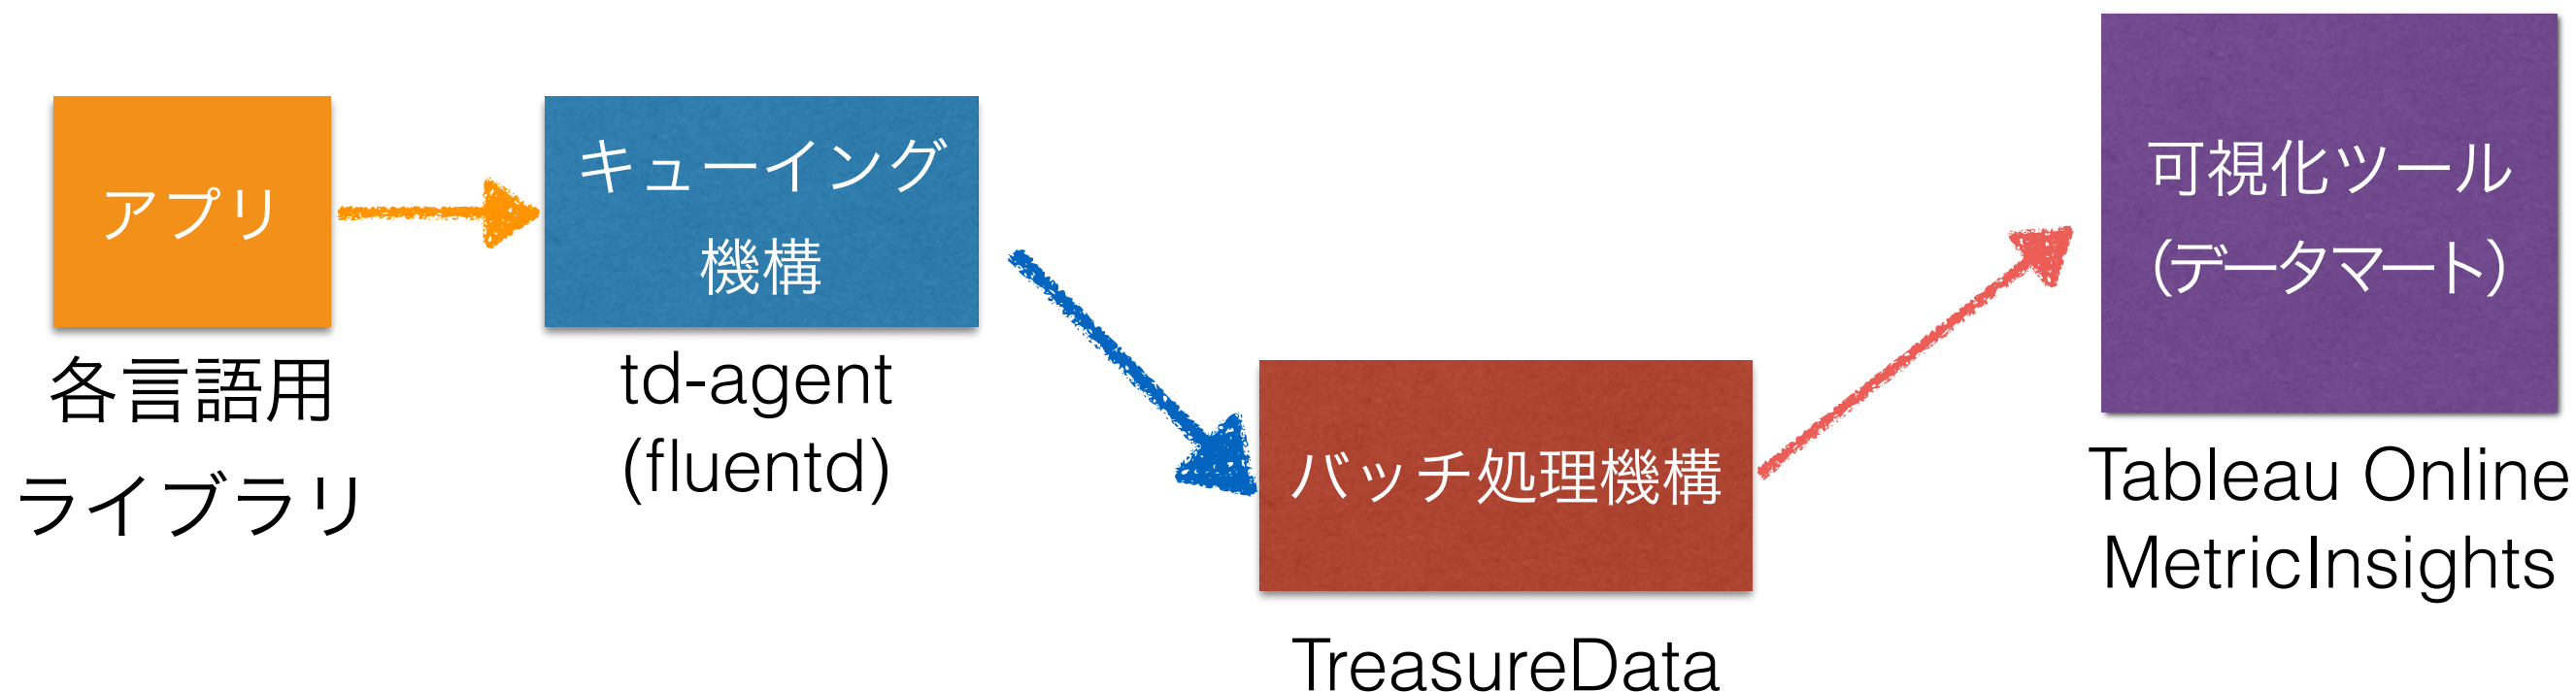 アプリ
各言語用
ライブラリ
キューイング
機構
td-agent
(fluentd)
バッチ処理機構
TreasureData
可視化ツール
(データマート)
Tableau Online
MetricInsights